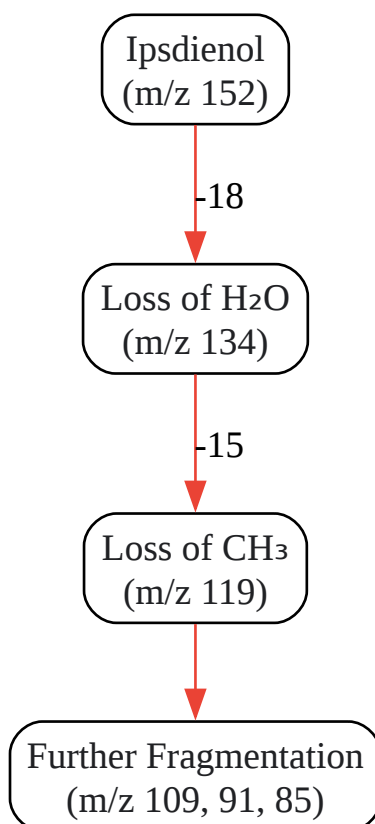 Ipsdienol
(m/z 152)
-18
Loss of H₂O
(m/z 134)
-15
Loss of CH₃
(m/z 119)
Further Fragmentation
(m/z 109, 91, 85)